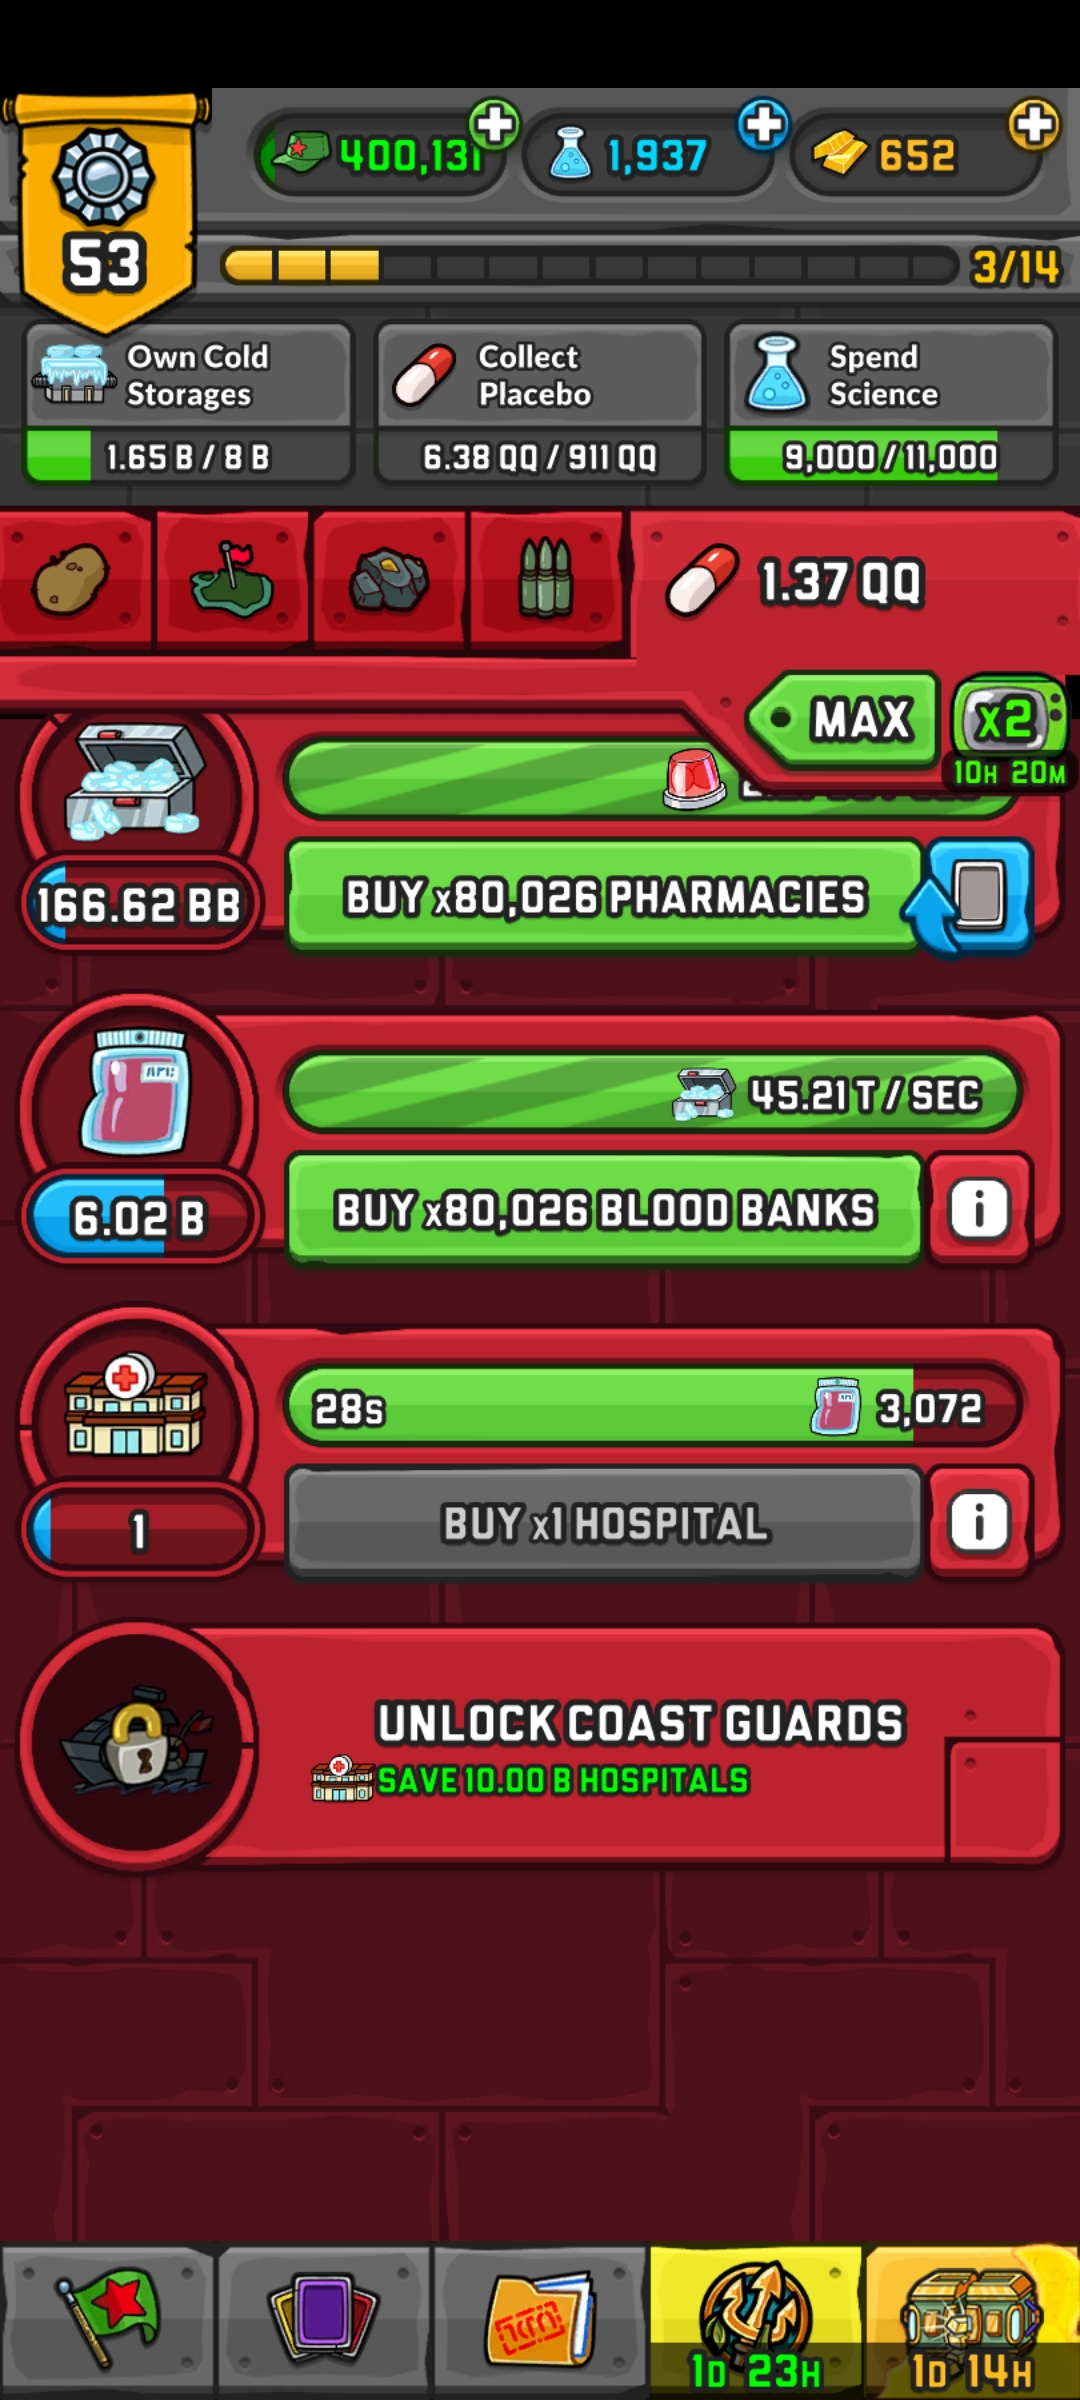 400,131
1,937
652
53
3/14
Own Cold
Storages
1.65 B / 8 B
Collect
Placebo
6.38 QQ / 911 QQ
Spend
Science
9,000 / 11,000
1.37 QQ
MAX
x2
10H 20M
166.62 BB
BUY x80,026 PHARMACIES
45.21 T / SEC
6.02 B
BUY x80,026 BLOOD BANKS
i
28s
3,072
1
BUY x1 HOSPITAL
i
UNLOCK COAST GUARDS
SAVE 10.00 B HOSPITALS
1D 23H
1D 14H